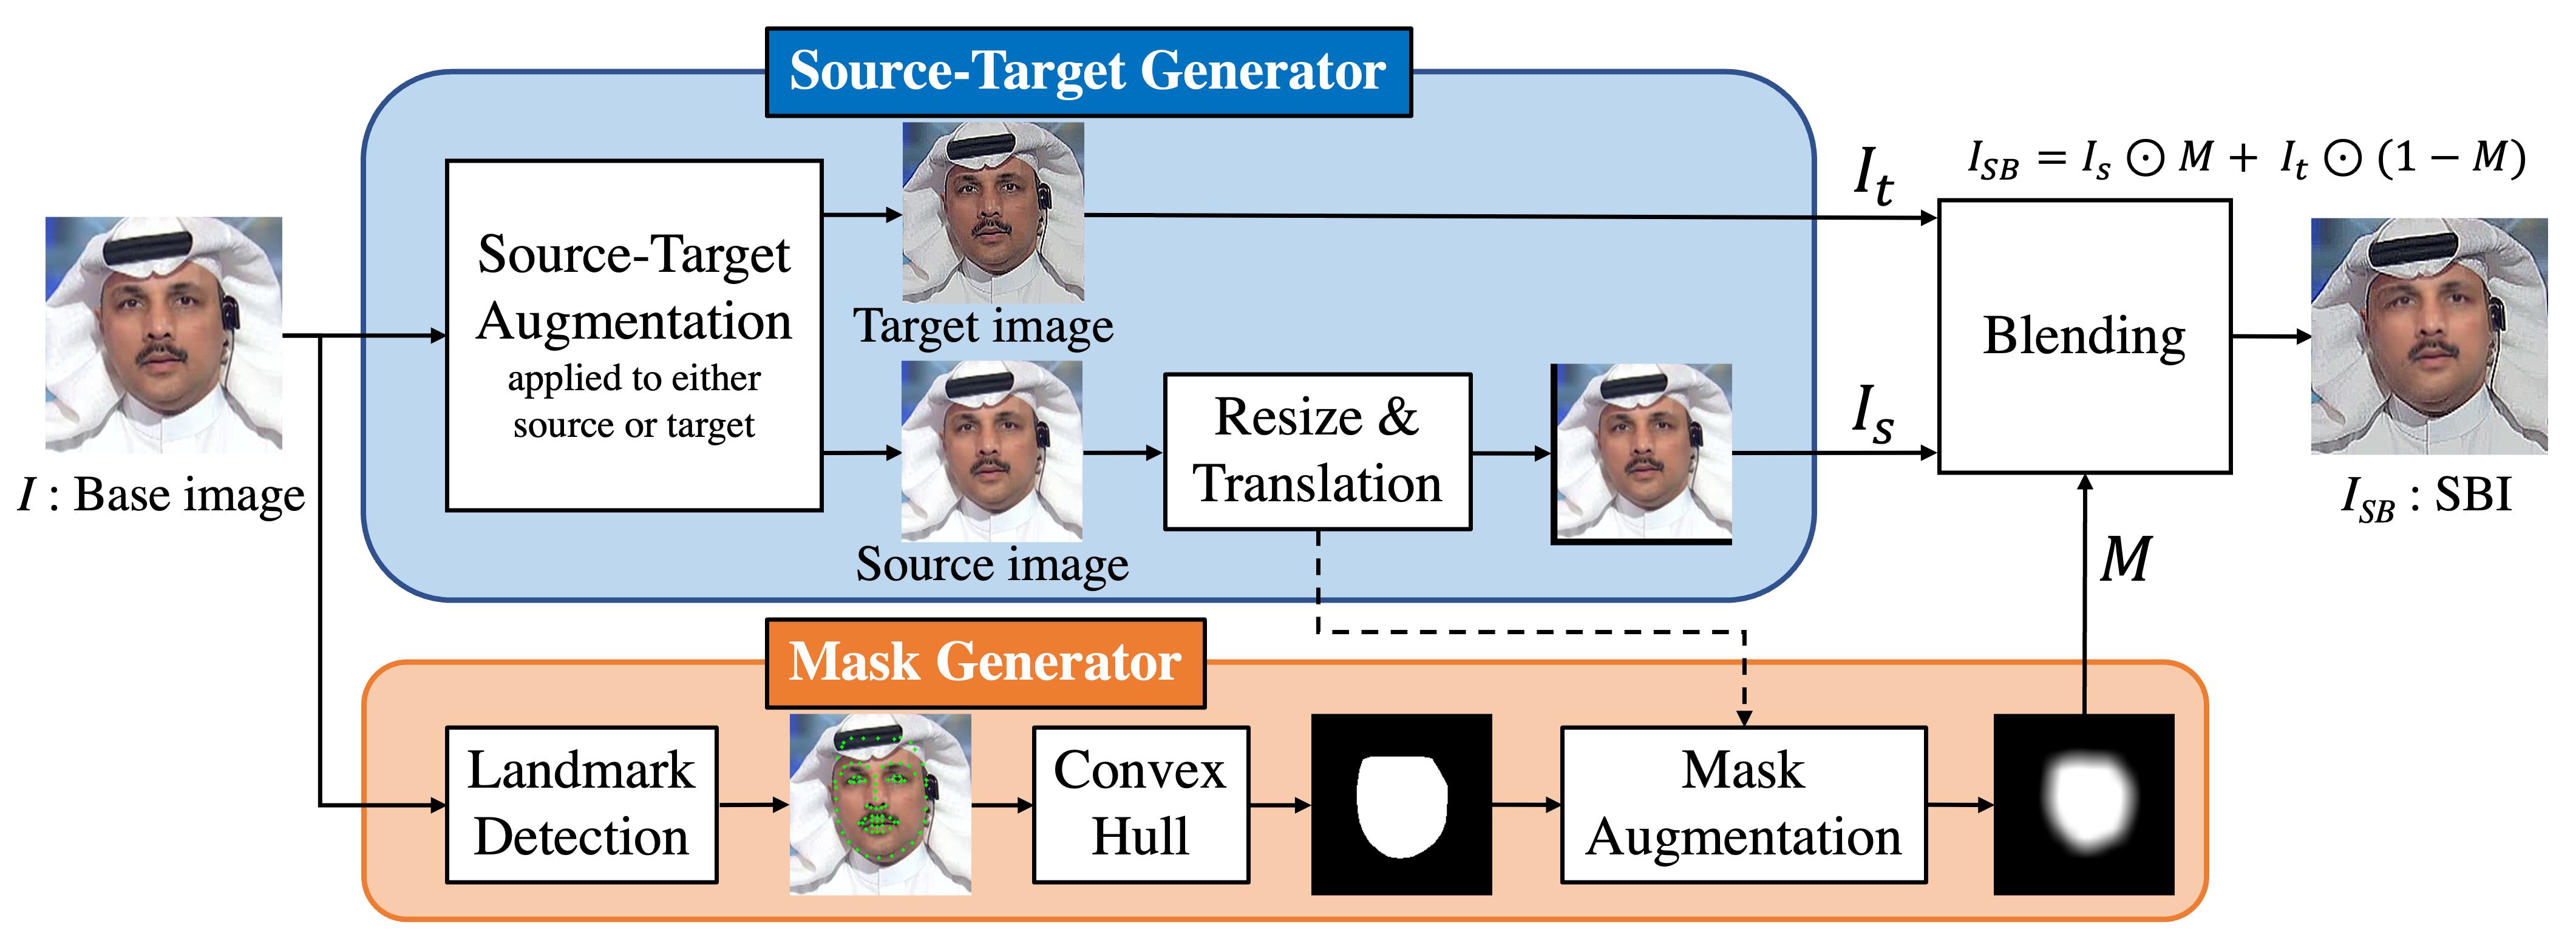 Source-Target Generator
Source-Target
Augmentation
applied to either
source or target
Target image
Source image
Resize &
Translation
I : Base image
I_t
I_s
I_{SB} = I_s ⊙ M + I_t ⊙ (1 − M)
Blending
I_{SB} : SBI
M
Mask Generator
Landmark
Detection
Convex
Hull
Mask
Augmentation